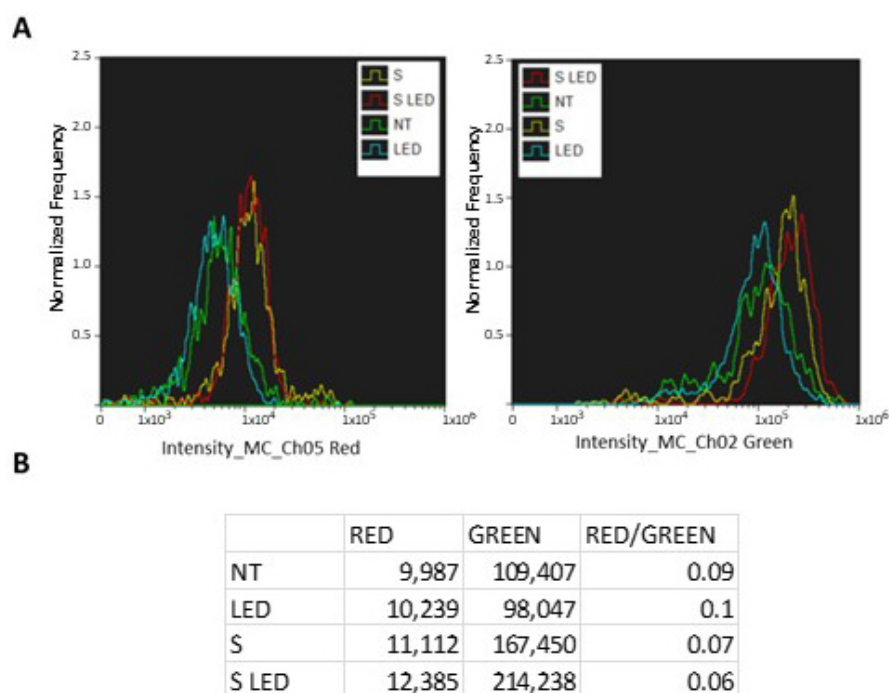 A
2.5
2.0
1.5
1.0
0.5
Normalized Frequency
S
S LED
NT
LED
0 1x10³ 1x10⁴ 1x10⁵ 1x10⁶
Intensity_MC_Ch05 Red
2.5
2.0
1.5
1.0
0.5
Normalized Frequency
S LED
NT
S
LED
0 1x10³ 1x10⁴ 1x10⁵ 1x10⁶
Intensity_MC_Ch02 Green
B
RED GREEN RED/GREEN
NT 9,987 109,407 0.09
LED 10,239 98,047 0.1
S 11,112 167,450 0.07
S LED 12,385 214,238 0.06